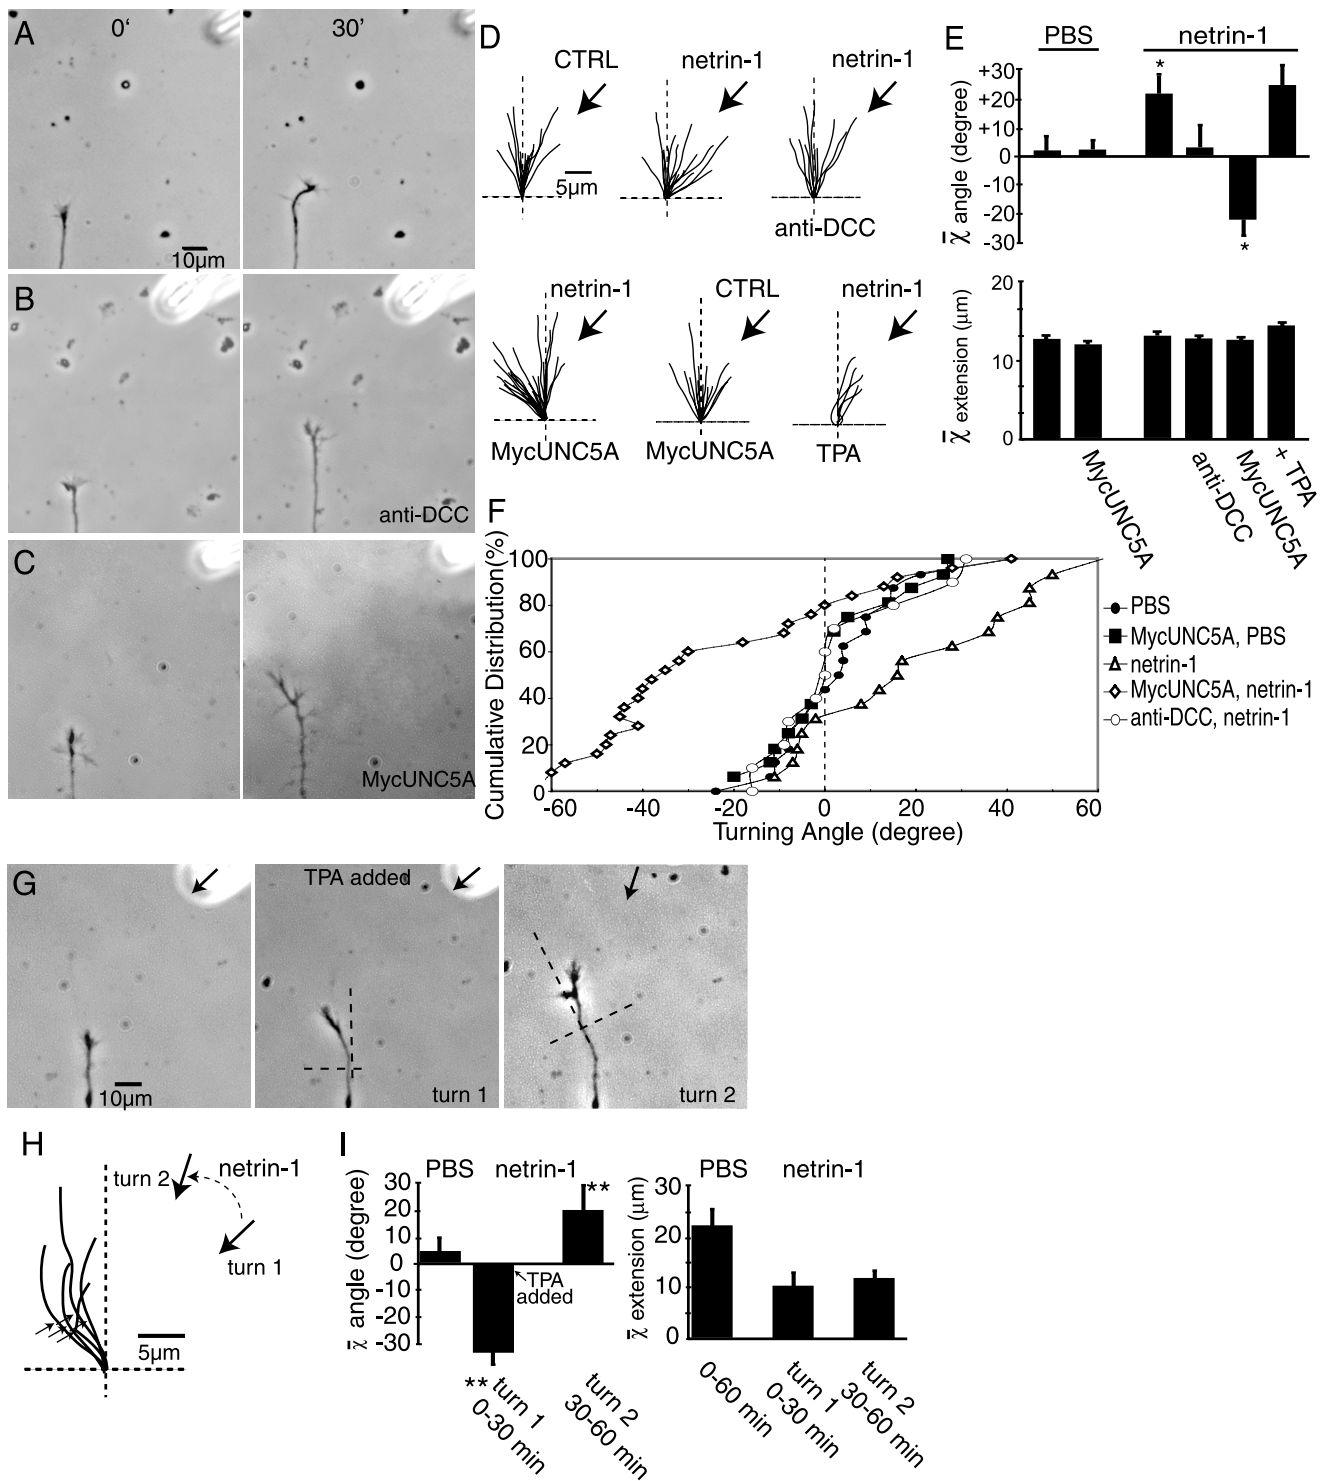 A
0'
30'
10µm
B
anti-DCC
C
MycUNC5A
D
CTRL
netrin-1
netrin-1
5µm
anti-DCC
netrin-1
CTRL
netrin-1
MycUNC5A
MycUNC5A
TPA
E
PBS
netrin-1
*
+30
+20
+10
0
-10
-20
-30
*
χ̄ angle (degree)
20
10
0
χ̄ extension (µm)
MycUNC5A
anti-DCC
MycUNC5A
+ TPA
F
Cumulative Distribution(%)
100
80
60
40
20
0
-60
-40
-20
0
20
40
60
Turning Angle (degree)
PBS
MycUNC5A, PBS
netrin-1
MycUNC5A, netrin-1
anti-DCC, netrin-1
G
10µm
TPA added
turn 1
turn 2
H
turn 2
netrin-1
turn 1
5µm
I
PBS
netrin-1
30
20
10
0
-10
-20
-30
χ̄ angle (degree)
**
TPA
added
**
turn 1
0-30 min
turn 2
30-60 min
PBS
netrin-1
30
20
10
0
χ̄ extension (µm)
0-60 min
turn 1
0-30 min
turn 2
30-60 min